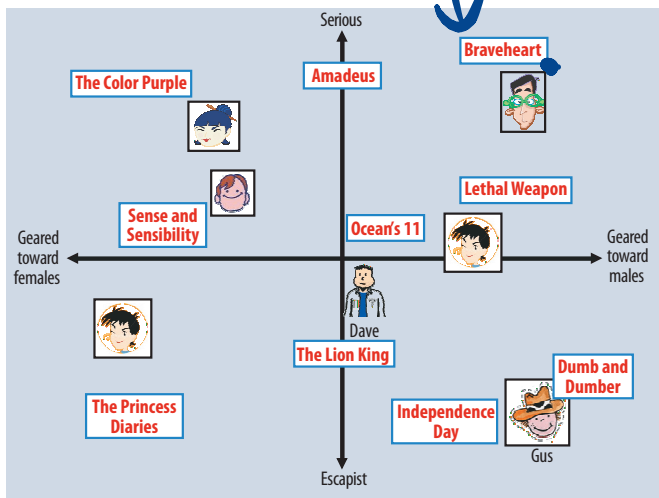 Serious
Braveheart
Amadeus
The Color Purple
Lethal Weapon
Sense and
Sensibility
Ocean's 11
Geared
toward
females
Geared
toward
males
Dave
The Lion King
Dumb and
Dumber
The Princess
Diaries
Independence
Day
Gus
Escapist